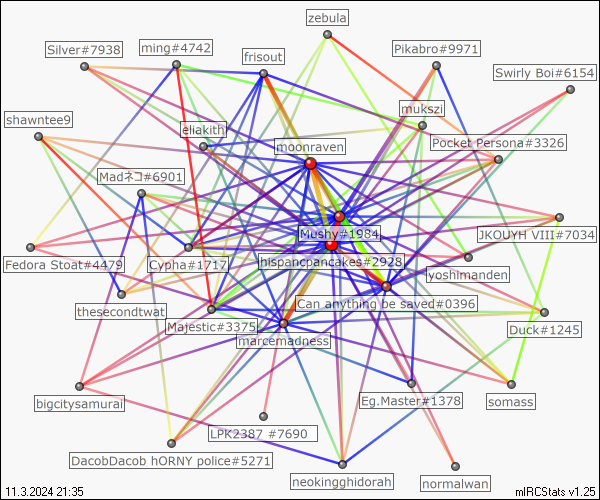 zebula
Silver#7938
ming#4742
frisout
Pikabro#9971
Swirly Boi#6154
mukszi
shawntee9
eliakith
moonraven
Pocket Persona#3326
Madネコ#6901
Mushy#1984
JKOUYH VIII#7034
Fedora Stoat#4479
Cypha#1717
hispancpancakes#2928
yoshimanden
thesecondtwat
Can anything be saved#0396
Majestic#3375
Duck#1245
marcemadness
bigcitysamurai
Eg.Master#1378
somass
LPK2387 #7690
DacobDacob hORNY police#5271
neokingghidorah
normalwan
11.3.2024 21:35
mIRCStats v1.25